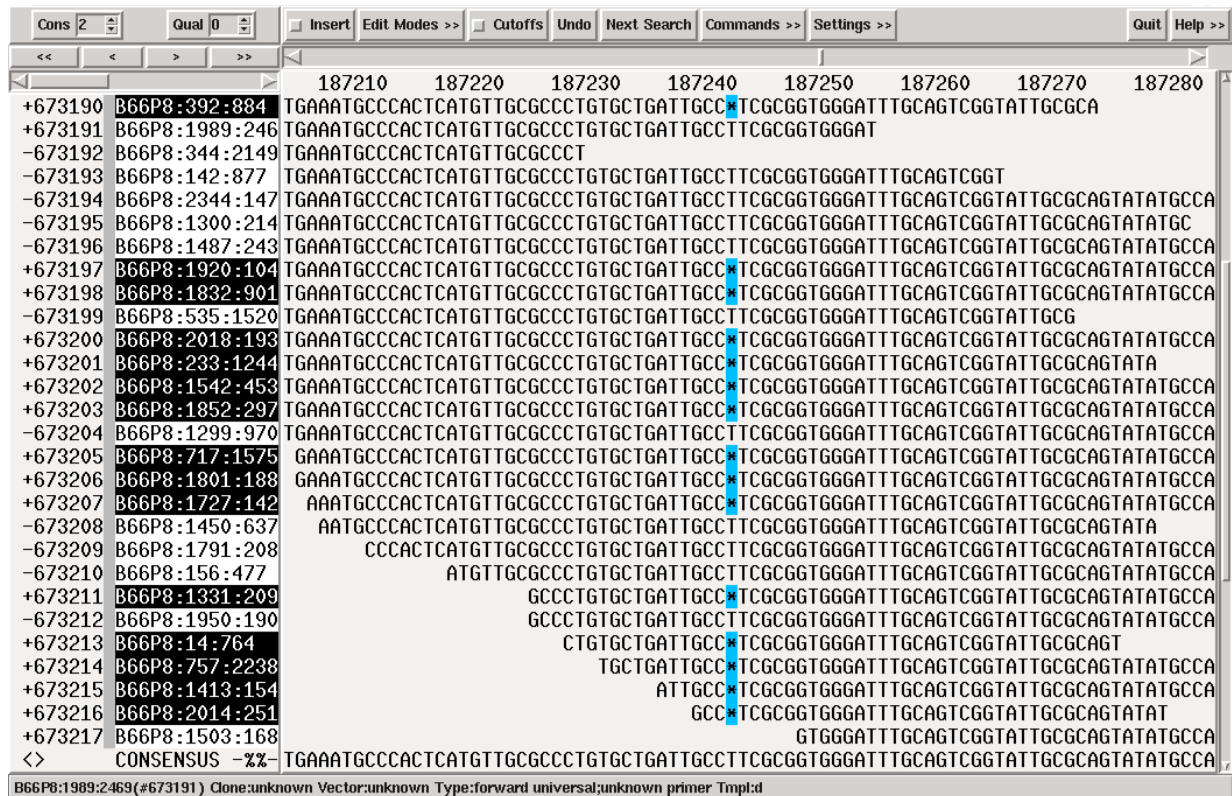 Cons 2 Qual 0 Insert Edit Modes >> Cutoffs Undo Next Search Commands >> Settings >> Quit Help >>
<< < > >>
187210 187220 187230 187240 187250 187260 187270 187280
+673190 B66P8:392:884 TGAAATGCCCACTCATGTTGCGCCCTGTGCTGATTGCC*TCGCGGTGGGATTTGCAGTCGGTATTGCGCA
+673191 B66P8:1989:246 TGAAATGCCCACTCATGTTGCGCCCTGTGCTGATTGCCTTCGCGGTGGGAT
-673192 B66P8:344:2149 TGAAATGCCCACTCATGTTGCGCCCT
-673193 B66P8:142:877 TGAAATGCCCACTCATGTTGCGCCCTGTGCTGATTGCCTTCGCGGTGGGATTTGCAGTCGGT
-673194 B66P8:2344:147 TGAAATGCCCACTCATGTTGCGCCCTGTGCTGATTGCCTTCGCGGTGGGATTTGCAGTCGGTATTGCGCAGTATATGCCA
-673195 B66P8:1300:214 TGAAATGCCCACTCATGTTGCGCCCTGTGCTGATTGCCTTCGCGGTGGGATTTGCAGTCGGTATTGCGCAGTATATGC
-673196 B66P8:1487:243 TGAAATGCCCACTCATGTTGCGCCCTGTGCTGATTGCCTTCGCGGTGGGATTTGCAGTCGGTATTGCGCAGTATATGCCA
+673197 B66P8:1920:104 TGAAATGCCCACTCATGTTGCGCCCTGTGCTGATTGCC*TCGCGGTGGGATTTGCAGTCGGTATTGCGCAGTATATGCCA
+673198 B66P8:1832:901 TGAAATGCCCACTCATGTTGCGCCCTGTGCTGATTGCC*TCGCGGTGGGATTTGCAGTCGGTATTGCGCAGTATATGCCA
-673199 B66P8:535:1520 TGAAATGCCCACTCATGTTGCGCCCTGTGCTGATTGCCTTCGCGGTGGGATTTGCAGTCGGTATTGCG
+673200 B66P8:2018:193 TGAAATGCCCACTCATGTTGCGCCCTGTGCTGATTGCC*TCGCGGTGGGATTTGCAGTCGGTATTGCGCAGTATATGCCA
+673201 B66P8:233:1244 TGAAATGCCCACTCATGTTGCGCCCTGTGCTGATTGCC*TCGCGGTGGGATTTGCAGTCGGTATTGCGCAGTATA
+673202 B66P8:1542:453 TGAAATGCCCACTCATGTTGCGCCCTGTGCTGATTGCC*TCGCGGTGGGATTTGCAGTCGGTATTGCGCAGTATATGCCA
+673203 B66P8:1852:297 TGAAATGCCCACTCATGTTGCGCCCTGTGCTGATTGCC*TCGCGGTGGGATTTGCAGTCGGTATTGCGCAGTATATGCCA
-673204 B66P8:1299:970 TGAAATGCCCACTCATGTTGCGCCCTGTGCTGATTGCCTTCGCGGTGGGATTTGCAGTCGGTATTGCGCAGTATATGCCA
+673205 B66P8:717:1575 GAAATGCCCACTCATGTTGCGCCCTGTGCTGATTGCC*TCGCGGTGGGATTTGCAGTCGGTATTGCGCAGTATATGCCA
+673206 B66P8:1801:188 GAAATGCCCACTCATGTTGCGCCCTGTGCTGATTGCC*TCGCGGTGGGATTTGCAGTCGGTATTGCGCAGTATATGCCA
+673207 B66P8:1727:142 AAATGCCCACTCATGTTGCGCCCTGTGCTGATTGCC*TCGCGGTGGGATTTGCAGTCGGTATTGCGCAGTATATGCCA
-673208 B66P8:1450:637 AATGCCCACTCATGTTGCGCCCTGTGCTGATTGCCTTCGCGGTGGGATTTGCAGTCGGTATTGCGCAGTATA
-673209 B66P8:1791:208 CCCACTCATGTTGCGCCCTGTGCTGATTGCCTTCGCGGTGGGATTTGCAGTCGGTATTGCGCAGTATATGCCA
-673210 B66P8:156:477 ATGTTGCGCCCTGTGCTGATTGCCTTCGCGGTGGGATTTGCAGTCGGTATTGCGCAGTATATGCCA
+673211 B66P8:1331:209 GCCCTGTGCTGATTGCC*TCGCGGTGGGATTTGCAGTCGGTATTGCGCAGTATATGCCA
-673212 B66P8:1950:190 GCCCTGTGCTGATTGCCTTCGCGGTGGGATTTGCAGTCGGTATTGCGCAGTATATGCCA
+673213 B66P8:14:764 CTGTGCTGATTGCC*TCGCGGTGGGATTTGCAGTCGGTATTGCGCAGT
+673214 B66P8:757:2238 TGCTGATTGCC*TCGCGGTGGGATTTGCAGTCGGTATTGCGCAGTATATGCCA
+673215 B66P8:1413:154 ATTGCC*TCGCGGTGGGATTTGCAGTCGGTATTGCGCAGTATATGCCA
+673216 B66P8:2014:251 GCC*TCGCGGTGGGATTTGCAGTCGGTATTGCGCAGTATAT
+673217 B66P8:1503:168 GTGGGATTTGCAGTCGGTATTGCGCAGTATATGCCA
<> CONSENSUS -%%- TGAAATGCCCACTCATGTTGCGCCCTGTGCTGATTGCCTTCGCGGTGGGATTTGCAGTCGGTATTGCGCAGTATATGCCA
B66P8:1989:2469(#673191) Clone:unknown Vector:unknown Type:forward universal;unknown primer Tmpl:d